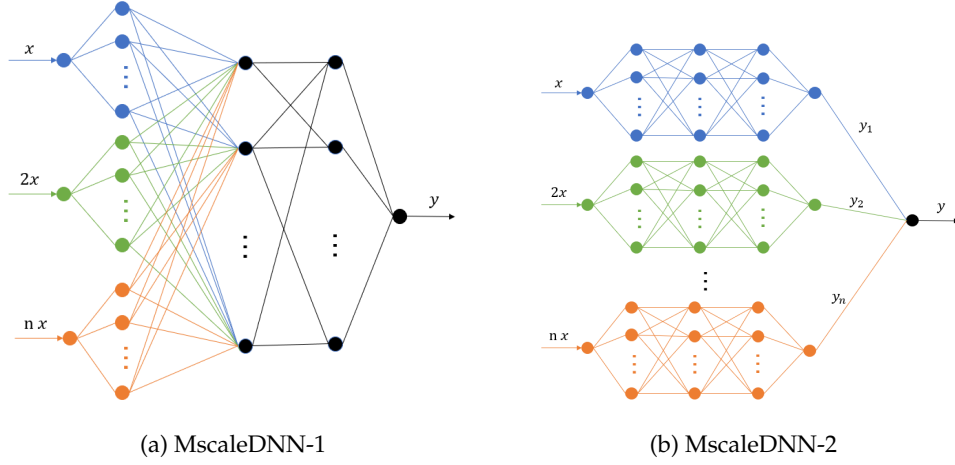 x
2x
n x
y
(a) MscaleDNN-1
x
2x
n x
y₁
y₂
yₙ
y
(b) MscaleDNN-2